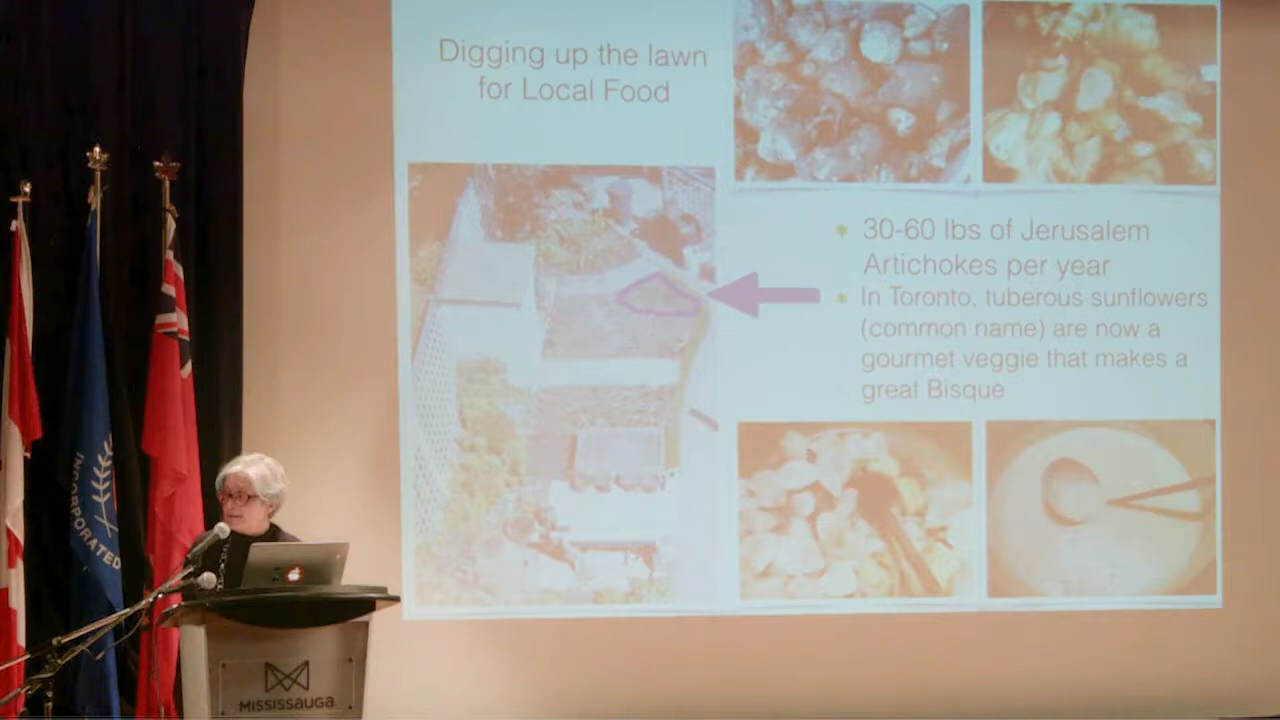 Digging up the lawn
for Local Food
30-60 lbs of Jerusalem
Artichokes per year
In Toronto, tuberous sunflowers
(common name) are now a
gourmet veggie that makes a
great Bisque
INCORPORATED
MISSISSauGa